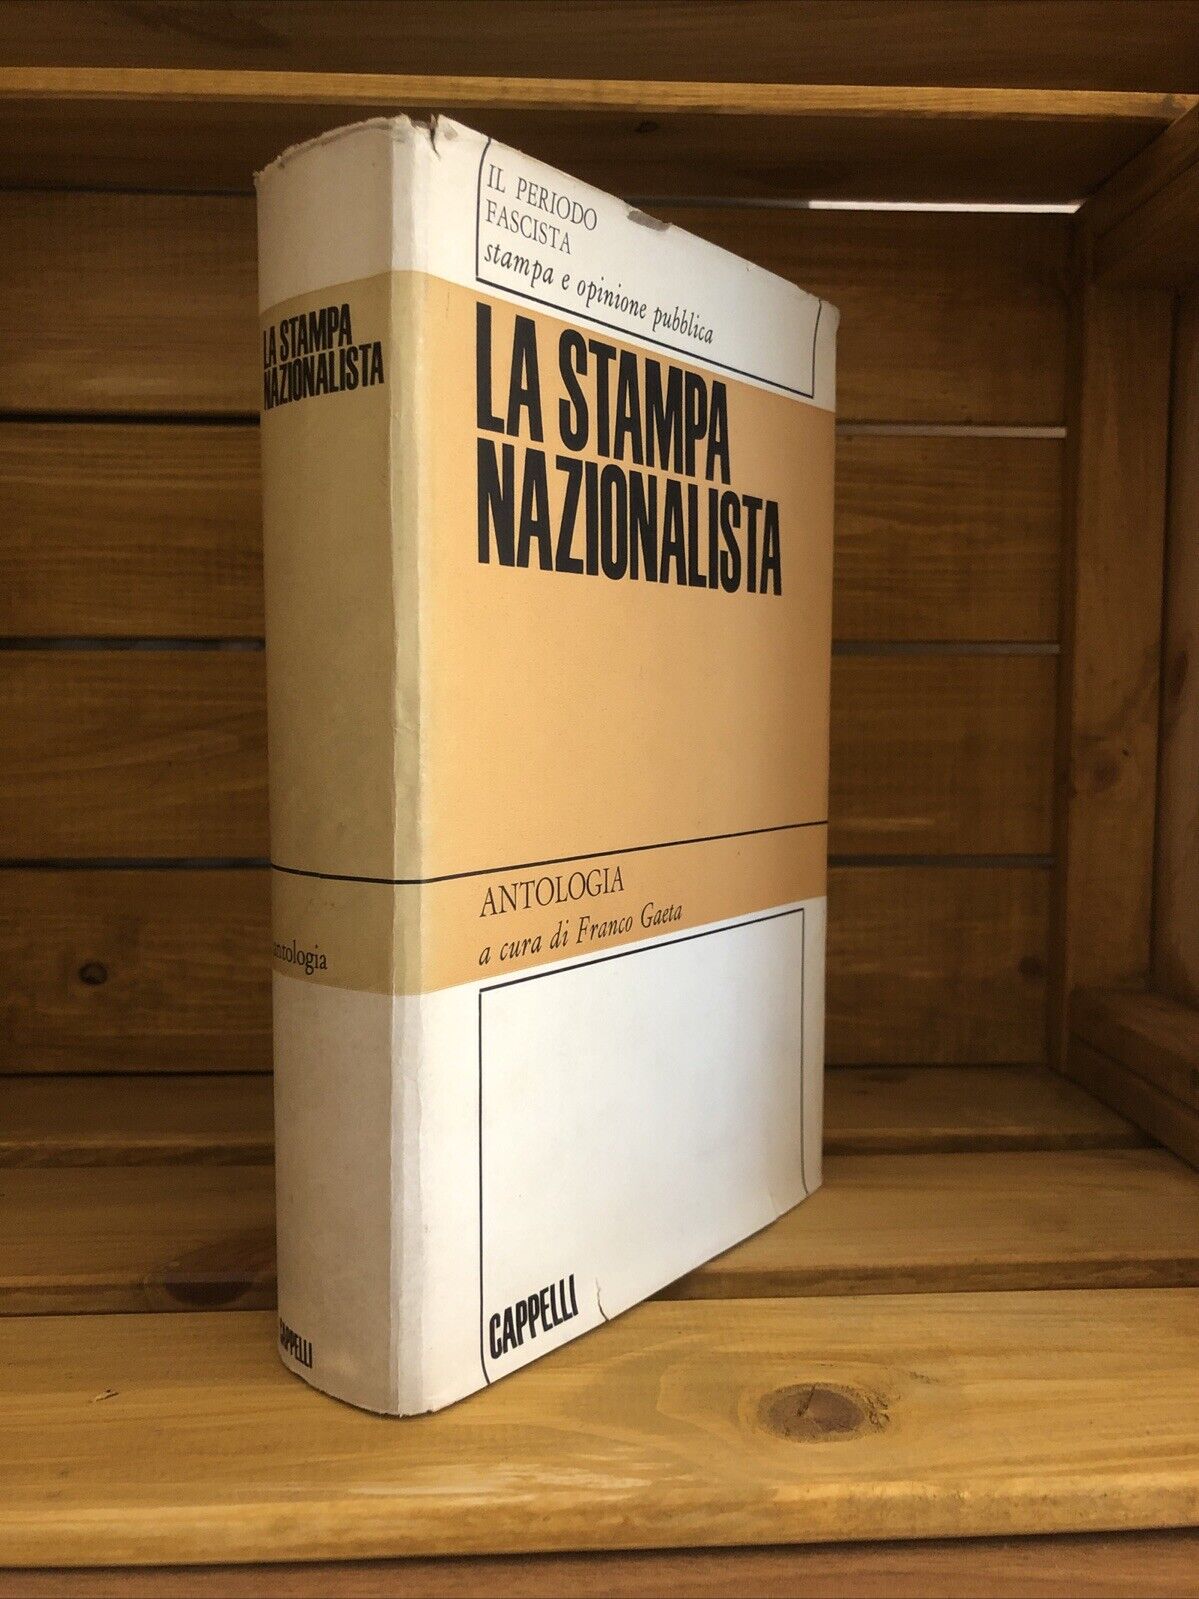 LA STAMPA
NAZIONALISTA
antologia
CAPPELLI
IL PERIODO
FASCISTA
stampa e opinione pubblica
LA STAMPA
NAZIONALISTA
ANTOLOGIA
a cura di Franco Gaeta
CAPPELLI